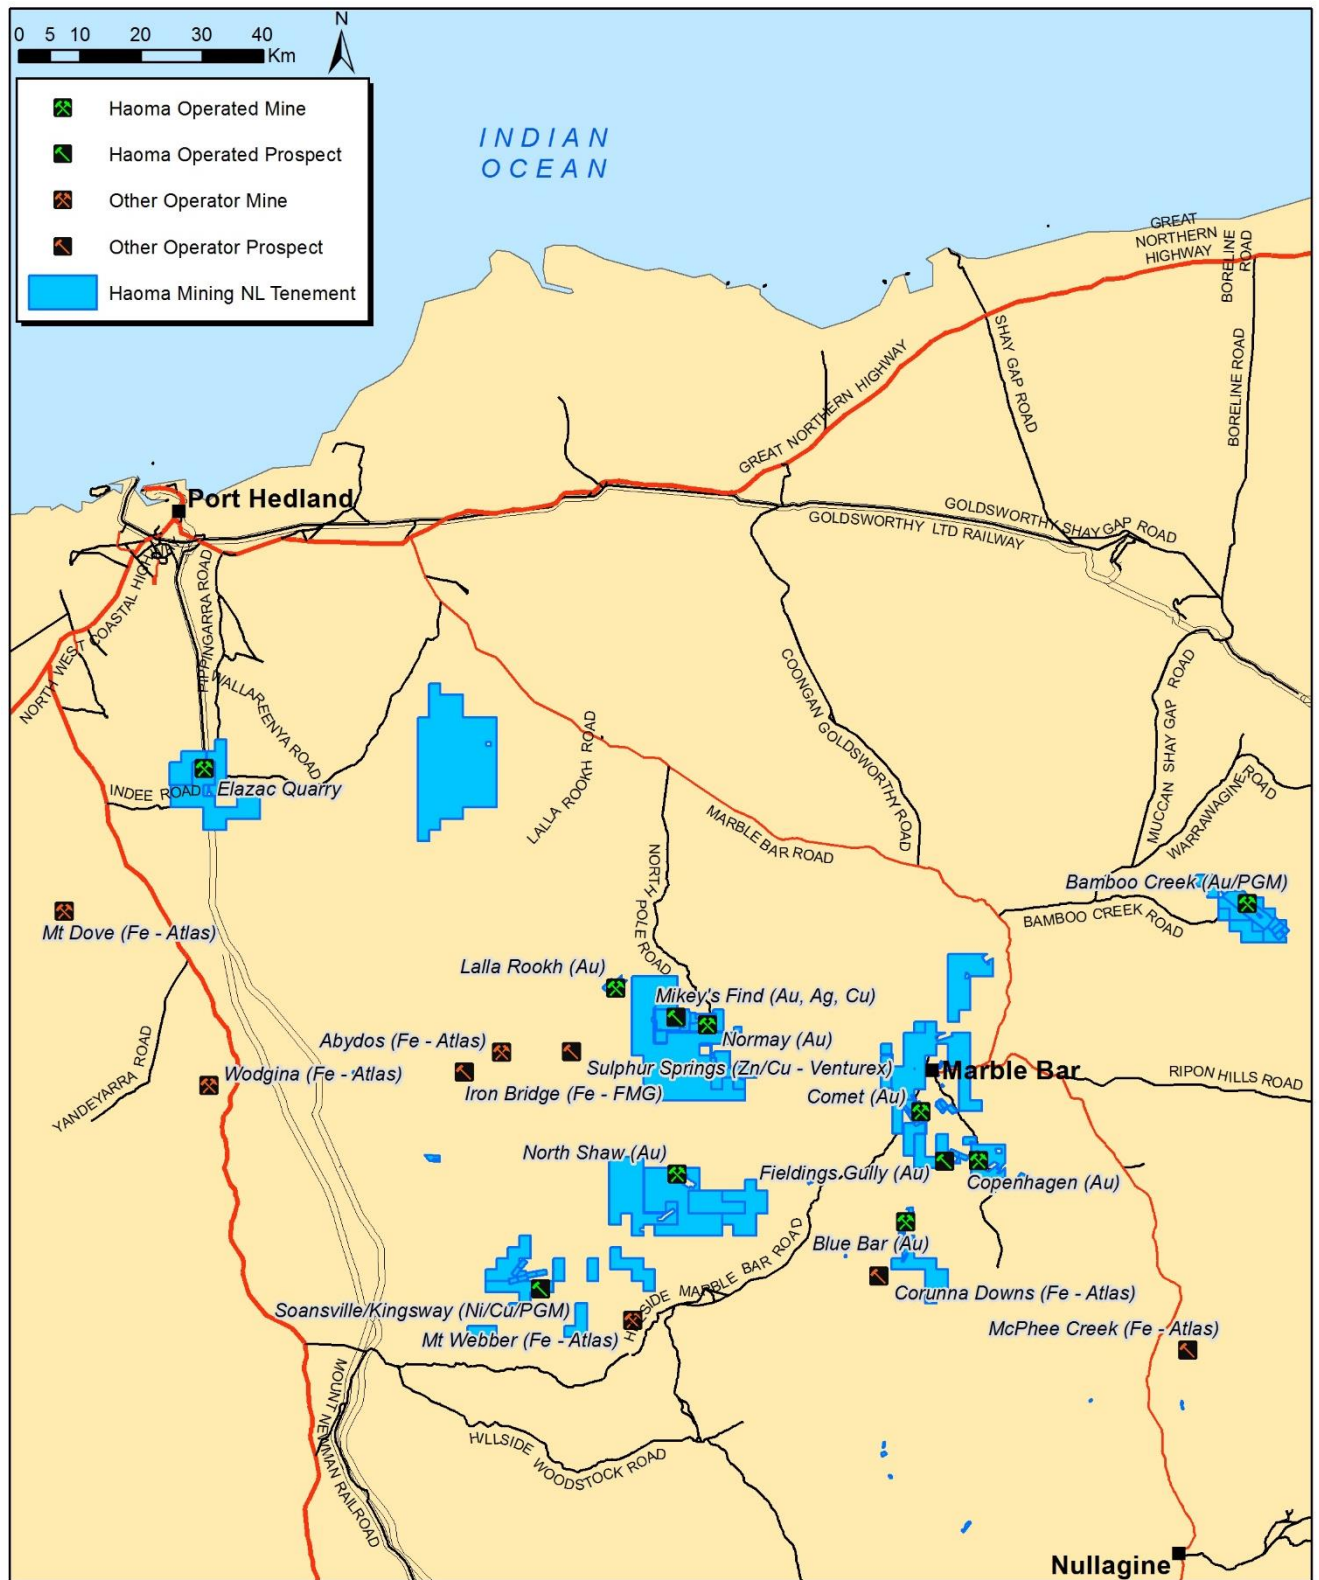 0 5 10 20 30 40
Km
N
Haoma Operated Mine
Haoma Operated Prospect
Other Operator Mine
Other Operator Prospect
Haoma Mining NL Tenement
INDIAN
OCEAN
GREAT
NORTHERN
HIGHWAY
BORELINE
ROAD
SHAY GAP ROAD
BORELINE ROAD
GREAT NORTHERN HIGHWAY
Port Hedland
GOLDSWORTHY SHAY GAP ROAD
GOLDSWORTHY LTD RAILWAY
NORTH WEST COASTAL HIGHWAY
PIPPINGARRA ROAD
WALLAREENYA ROAD
COONGAN GOLDSWORTHY ROAD
MUCCAN SHAY GAP ROAD
WARRAWAGINE ROAD
INDEE ROAD
Elazac Quarry
LALLA ROOKH ROAD
MARBLE BAR ROAD
NORTH POLE ROAD
Bamboo Creek (Au/PGM)
BAMBOO CREEK ROAD
Mt Dove (Fe - Atlas)
Lalla Rookh (Au)
Mikey's Find (Au, Ag, Cu)
Normay (Au)
Abydos (Fe - Atlas)
Sulphur Springs (Zn/Cu - Venturex)
Marble Bar
RIPON HILLS ROAD
Wodgina (Fe - Atlas)
Iron Bridge (Fe - FMG)
Comet (Au)
YANDEYARRA ROAD
North Shaw (Au)
Fieldings Gully (Au)
Copenhagen (Au)
Blue Bar (Au)
HILLSIDE MARBLE BAR ROAD
Corunna Downs (Fe - Atlas)
Soansville/Kingsway (Ni/Cu/PGM)
Mt Webber (Fe - Atlas)
McPhee Creek (Fe - Atlas)
MOUNT NEWMAN RAILROAD
HILLSIDE WOODSTOCK ROAD
Nullagine